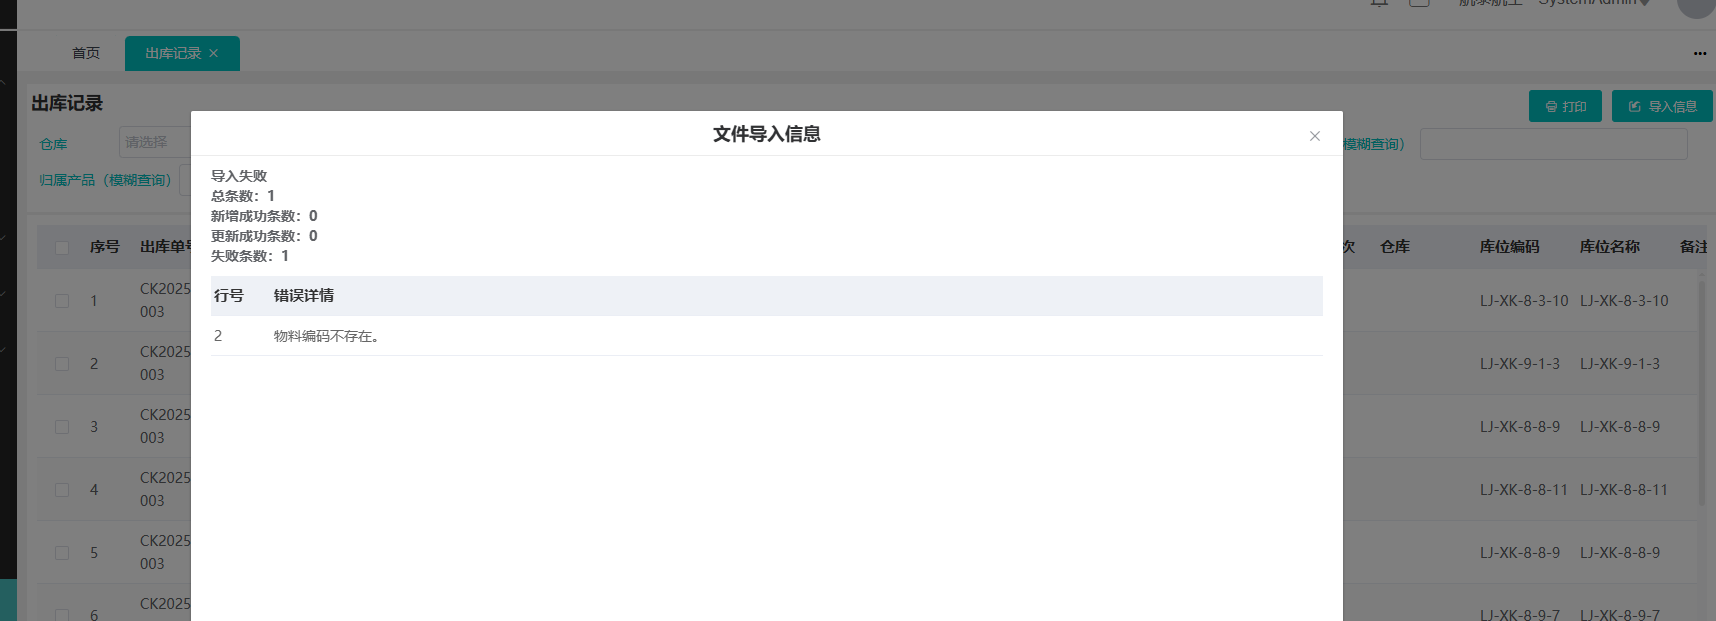 SystemAdmin
首页
出库记录
出库记录
打印
导入信息
仓库
请选择
模糊查询）
归属产品（模糊查询）
文件导入信息
导入失败
总条数：1
新增成功条数：0
更新成功条数：0
失败条数：1
行号 错误详情
2 物料编码不存在。
序号 出库单号 次 仓库 库位编码 库位名称 备注
1 CK2025
003 LJ-XK-8-3-10 LJ-XK-8-3-10
2 CK2025
003 LJ-XK-9-1-3 LJ-XK-9-1-3
3 CK2025
003 LJ-XK-8-8-9 LJ-XK-8-8-9
4 CK2025
003 LJ-XK-8-8-11 LJ-XK-8-8-11
5 CK2025
003 LJ-XK-8-8-9 LJ-XK-8-8-9
6 CK2025
LJ-XK-8-9-7 LJ-XK-8-9-7